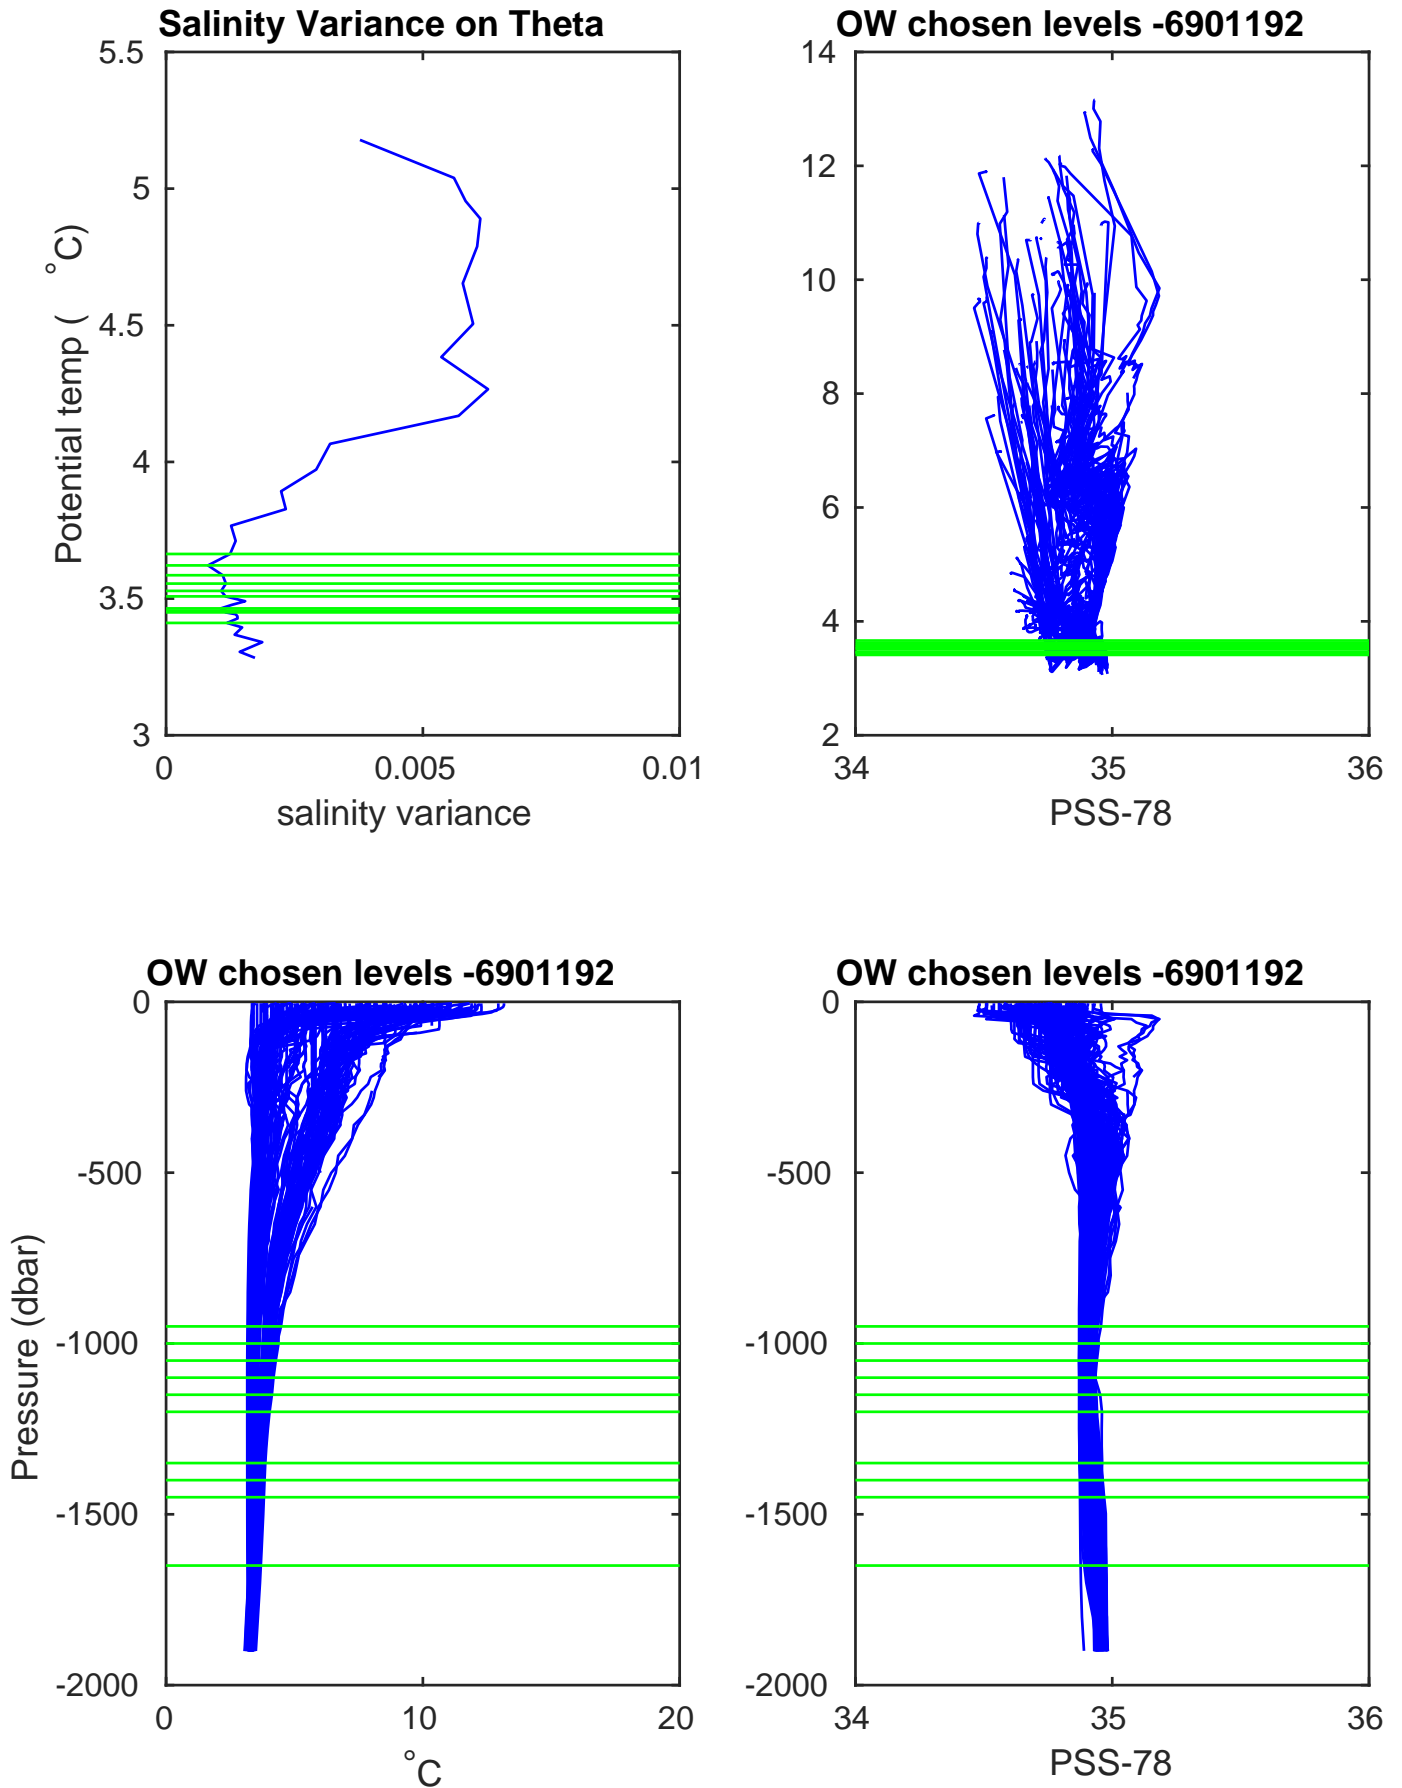 Salinity Variance on Theta
5.5
5
4.5
4
3.5
3
Potential temp ( °C)
0 0.005 0.01
salinity variance
OW chosen levels -6901192
14
12
10
8
6
4
2
34 35 36
PSS-78
OW chosen levels -6901192
0
-500
-1000
-1500
-2000
Pressure (dbar)
0 10 20
°C
OW chosen levels -6901192
0
-500
-1000
-1500
-2000
34 35 36
PSS-78